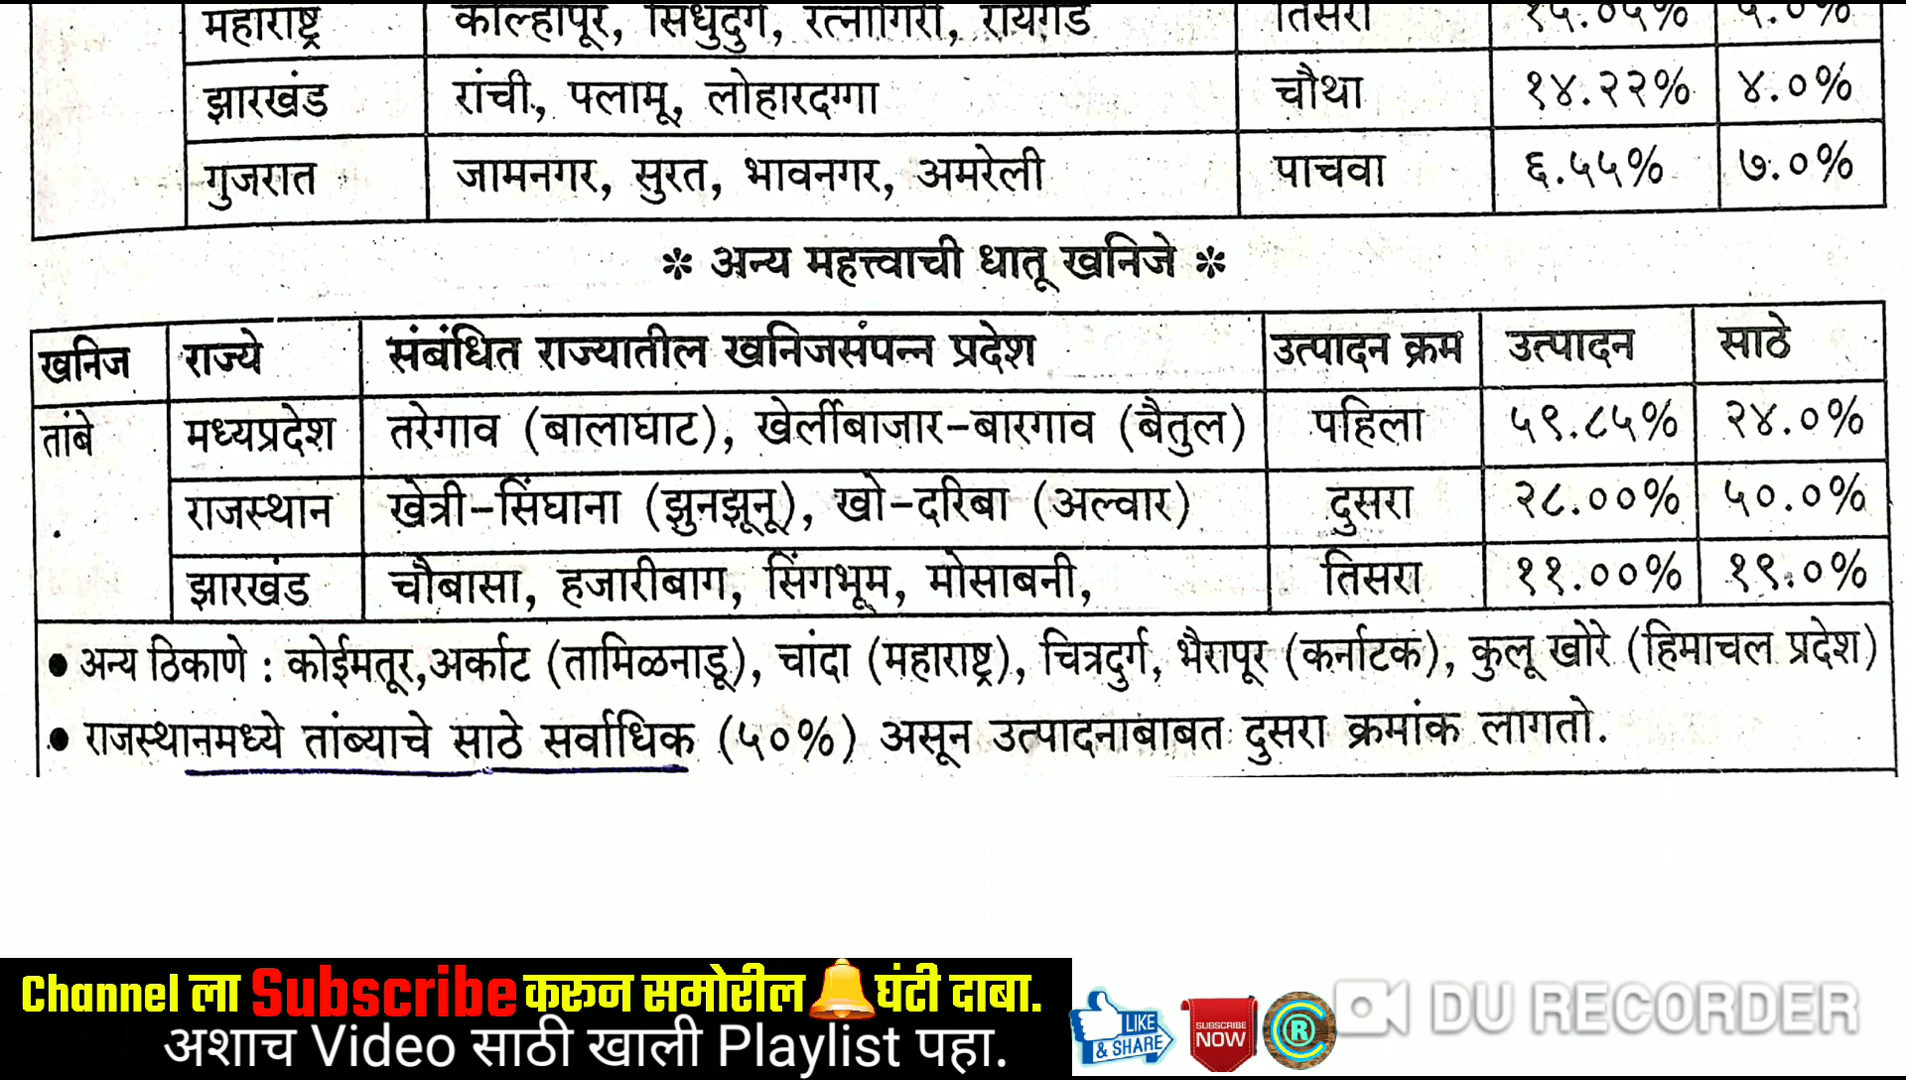 महाराष्ट्र कोल्हापूर, सिंधुदुर्ग, रत्नागिरी, रायगड तिसरा १५.०५% ५.०%
झारखंड रांची, पलामू, लोहारदग्गा चौथा १४.२२% ४.०%
गुजरात जामनगर, सुरत, भावनगर, अमरेली पाचवा ६.५५% ७.०%
* अन्य महत्त्वाची धातू खनिजे *
खनिज राज्ये संबंधित राज्यातील खनिजसंपन्न प्रदेश उत्पादन क्रम उत्पादन साठे
तांबे मध्यप्रदेश तरेगाव (बालाघाट), खेर्लीबाजार-बारगाव (बैतुल) पहिला ५९.८५% २४.०%
राजस्थान खेत्री-सिंघाना (झुनझूनू), खो-दरिबा (अल्वार) दुसरा २८.००% ५०.०%
झारखंड चौबासा, हजारीबाग, सिंगभूम, मोसाबनी, तिसरा ११.००% १९.०%
● अन्य ठिकाणे : कोईमतूर,अर्काट (तामिळनाडू), चांदा (महाराष्ट्र), चित्रदुर्ग, भैरापूर (कर्नाटक), कुलू खोरे (हिमाचल प्रदेश)
● राजस्थानमध्ये तांब्याचे साठे सर्वाधिक (५०%) असून उत्पादनाबाबत दुसरा क्रमांक लागतो.
Channel ला Subscribe करून समोरील घंटी दाबा.
अशाच Video साठी खाली Playlist पहा.
LIKE
& SHARE
SUBSCRIBE
NOW
R
DU RECORDER